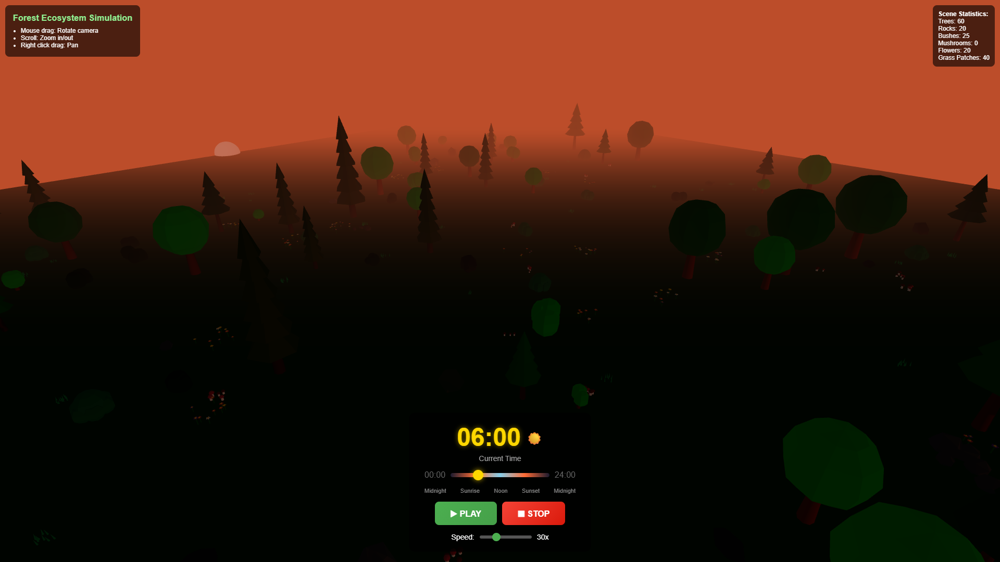 Forest Ecosystem Simulation
Mouse drag: Rotate camera
Scroll: Zoom in/out
Right click drag: Pan
Scene Statistics:
Trees: 60
Rocks: 20
Bushes: 25
Mushrooms: 0
Flowers: 20
Grass Patches: 40
06:00
Current Time
00:00 24:00
Midnight Sunrise Noon Sunset Midnight
PLAY STOP
Speed: 30x